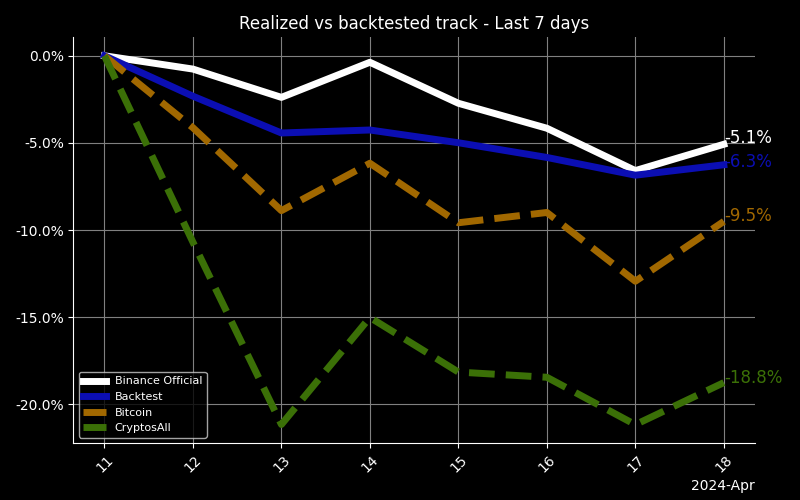 Realized vs backtested track - Last 7 days
0.0%
-5.0%
-10.0%
-15.0%
-20.0%
-5.1%
-6.3%
-9.5%
-18.8%
Binance Official
Backtest
Bitcoin
CryptosAll
11 12 13 14 15 16 17 18
2024-Apr